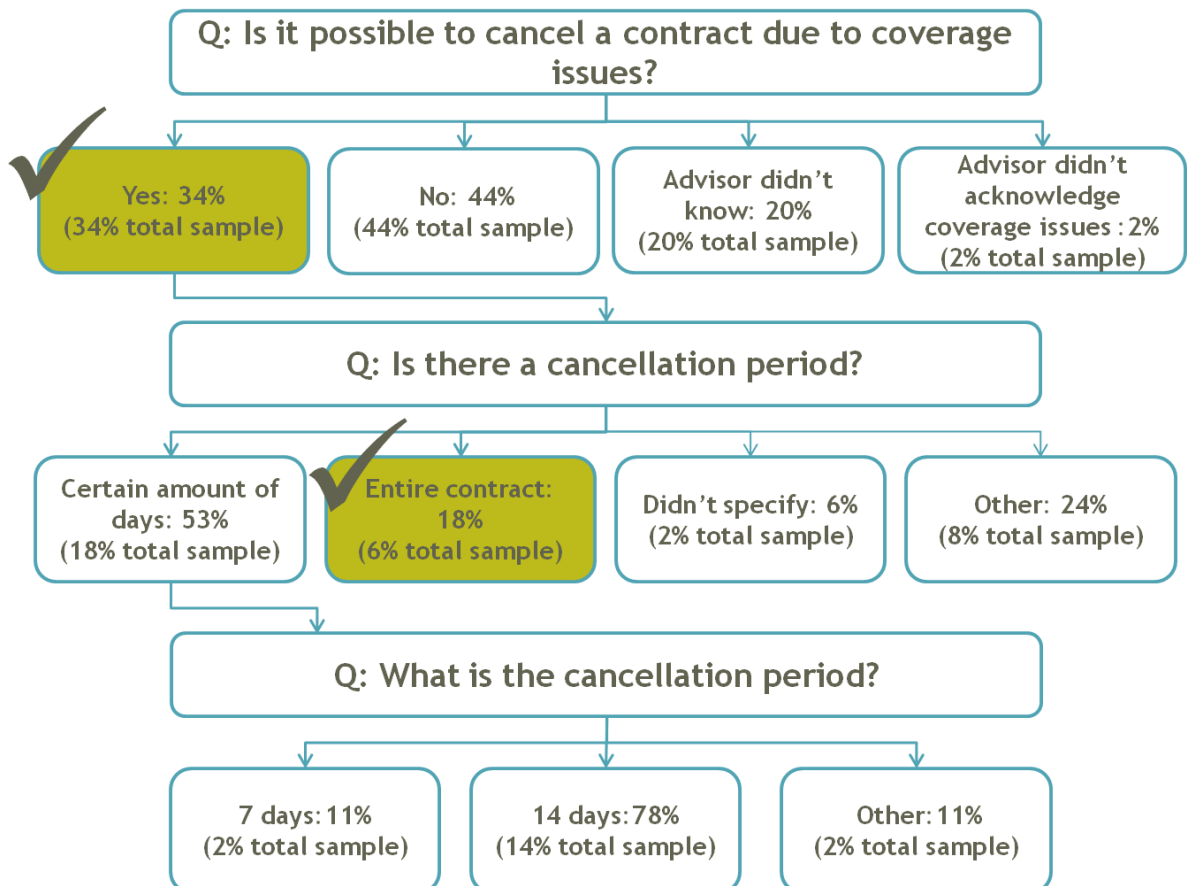 Q: Is it possible to cancel a contract due to coverage
issues?
Yes: 34%
(34% total sample)
No: 44%
(44% total sample)
Advisor didn't
know: 20%
(20% total sample)
Advisor didn't
acknowledge
coverage issues : 2%
(2% total sample)
Q: Is there a cancellation period?
Certain amount of
days: 53%
(18% total sample)
Entire contract:
18%
(6% total sample)
Didn't specify: 6%
(2% total sample)
Other: 24%
(8% total sample)
Q: What is the cancellation period?
7 days: 11%
(2% total sample)
14 days: 78%
(14% total sample)
Other: 11%
(2% total sample)